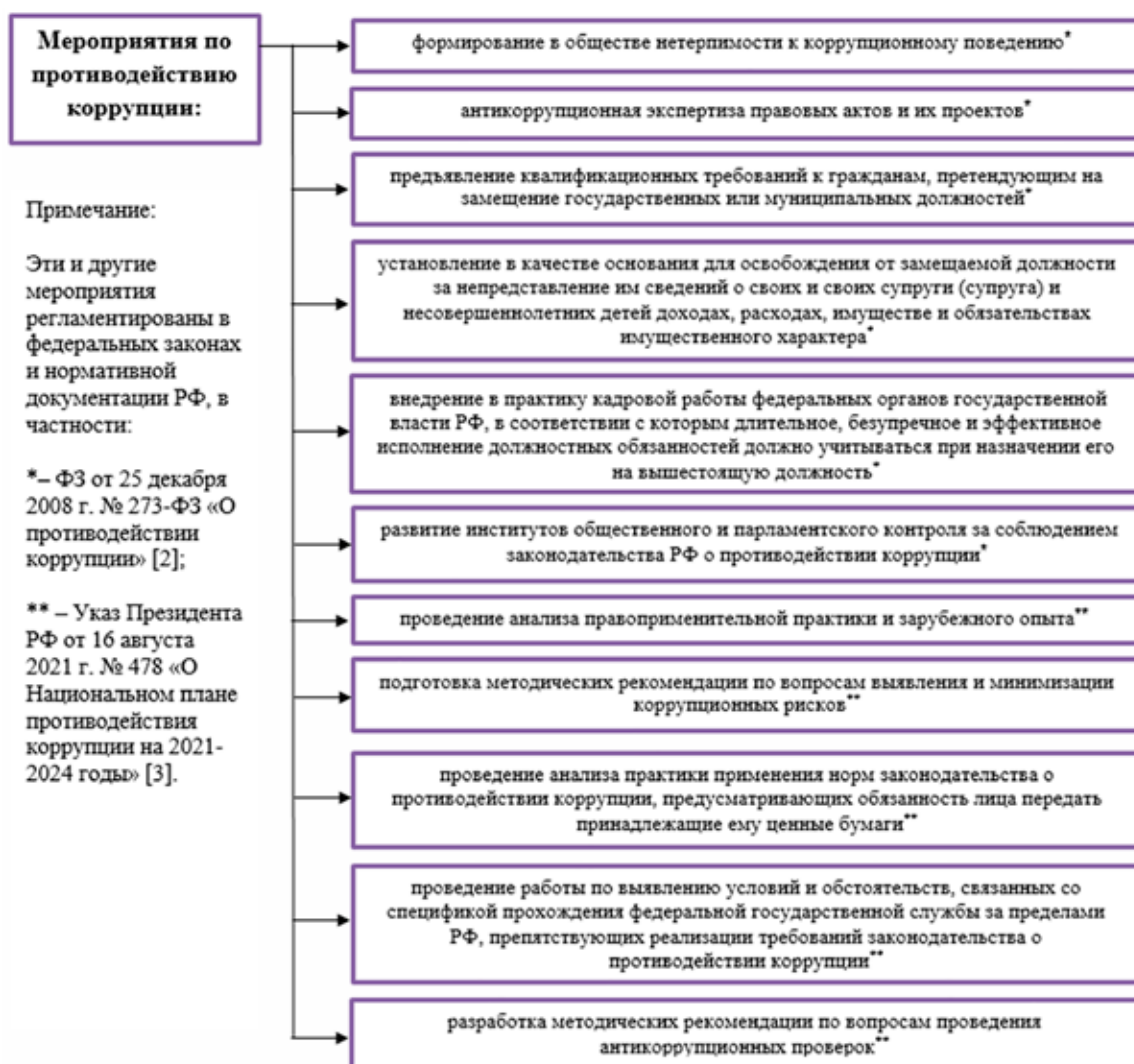 Мероприятия по
противодействию
коррупции:
формирование в обществе нетерпимости к коррупционному поведению*
антикоррупционная экспертиза правовых актов и их проектов*
предъявление квалификационных требований к гражданам, претендующим на
замещение государственных или муниципальных должностей*
установление в качестве основания для освобождения от замещаемой должности
за непредставление им сведений о своих и своих супруги (супруга) и
несовершеннолетних детей доходах, расходах, имуществе и обязательствах
имущественного характера*
внедрение в практику кадровой работы федеральных органов государственной
власти РФ, в соответствии с которым длительное, безупречное и эффективное
исполнение должностных обязанностей должно учитываться при назначении его
на вышестоящую должность*
развитие институтов общественного и парламентского контроля за соблюдением
законодательства РФ о противодействии коррупции*
проведение анализа правоприменительной практики и зарубежного опыта**
подготовка методических рекомендации по вопросам выявления и минимизации
коррупционных рисков**
проведение анализа практики применения норм законодательства о
противодействии коррупции, предусматривающих обязанность лица передать
принадлежащие ему ценные бумаги**
проведение работы по выявлению условий и обстоятельств, связанных со
спецификой прохождения федеральной государственной службы за пределами
РФ, препятствующих реализации требований законодательства о
противодействии коррупции**
разработка методических рекомендации по вопросам проведения
антикоррупционных проверок**
Примечание:
Эти и другие
мероприятия
регламентированы в
федеральных законах
и нормативной
документации РФ, в
частности:
*– ФЗ от 25 декабря
2008 г. № 273-ФЗ «О
противодействии
коррупции» [2];
** – Указ Президента
РФ от 16 августа
2021 г. № 478 «О
Национальном плане
противодействия
коррупции на 2021-
2024 годы» [3].